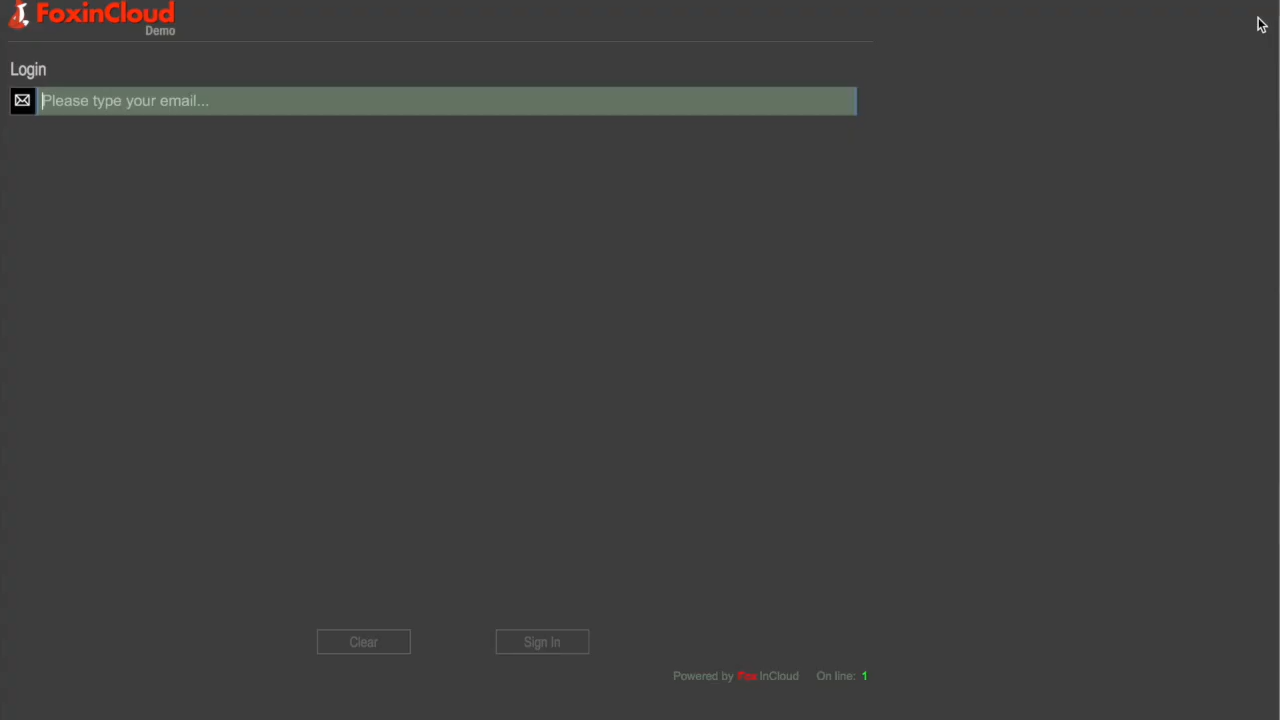 FoxinCloud
Demo
Login
Please type your email...
Clear
Sign In
Powered by Fox InCloud On line: 1